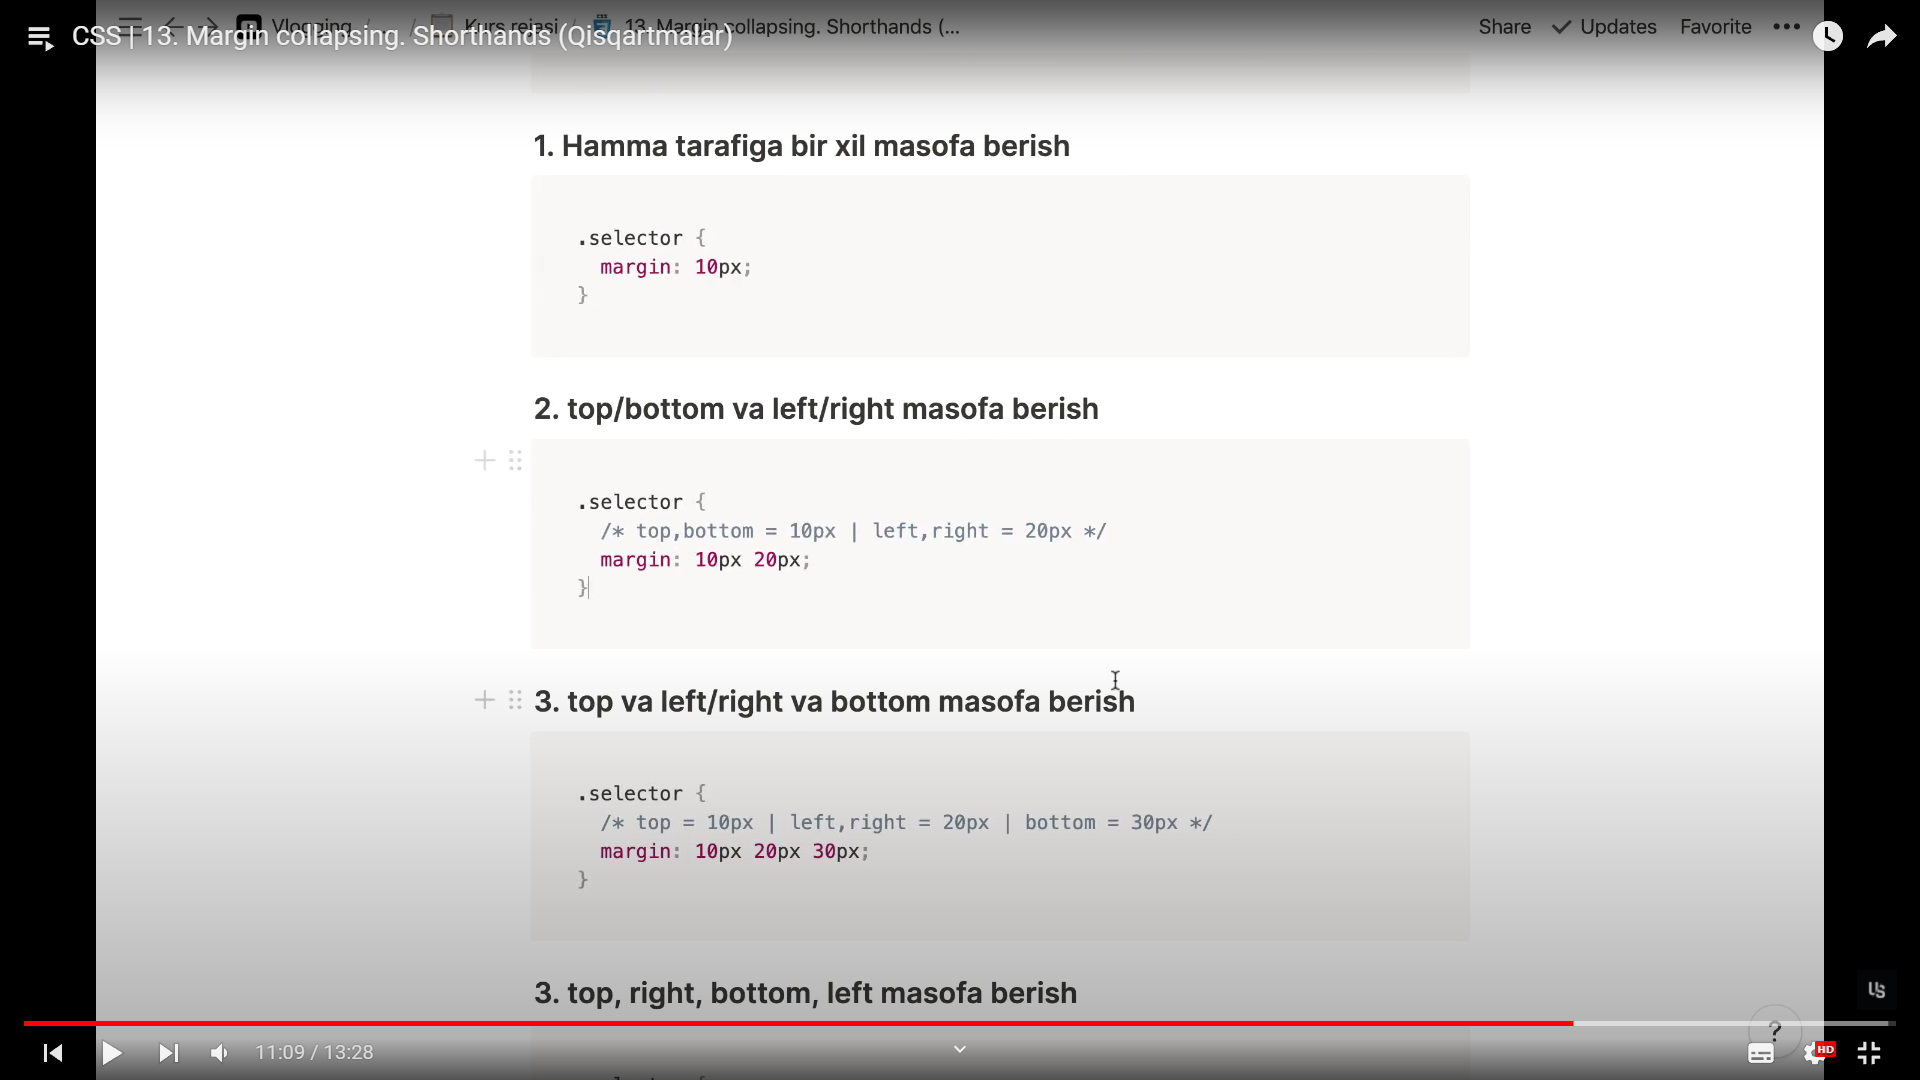 CSS | 13. Margin collapsing. Shorthands (Qisqartmalar)
Vlogging / / Kurs rejasi / 13. Margin collapsing. Shorthands (...
Share Updates Favorite
1. Hamma tarafiga bir xil masofa berish
.selector {
margin: 10px;
}
2. top/bottom va left/right masofa berish
.selector {
/* top,bottom = 10px | left,right = 20px */
margin: 10px 20px;
}
3. top va left/right va bottom masofa berish
.selector {
/* top = 10px | left,right = 20px | bottom = 30px */
margin: 10px 20px 30px;
}
3. top, right, bottom, left masofa berish
?
11:09 / 13:28
HD